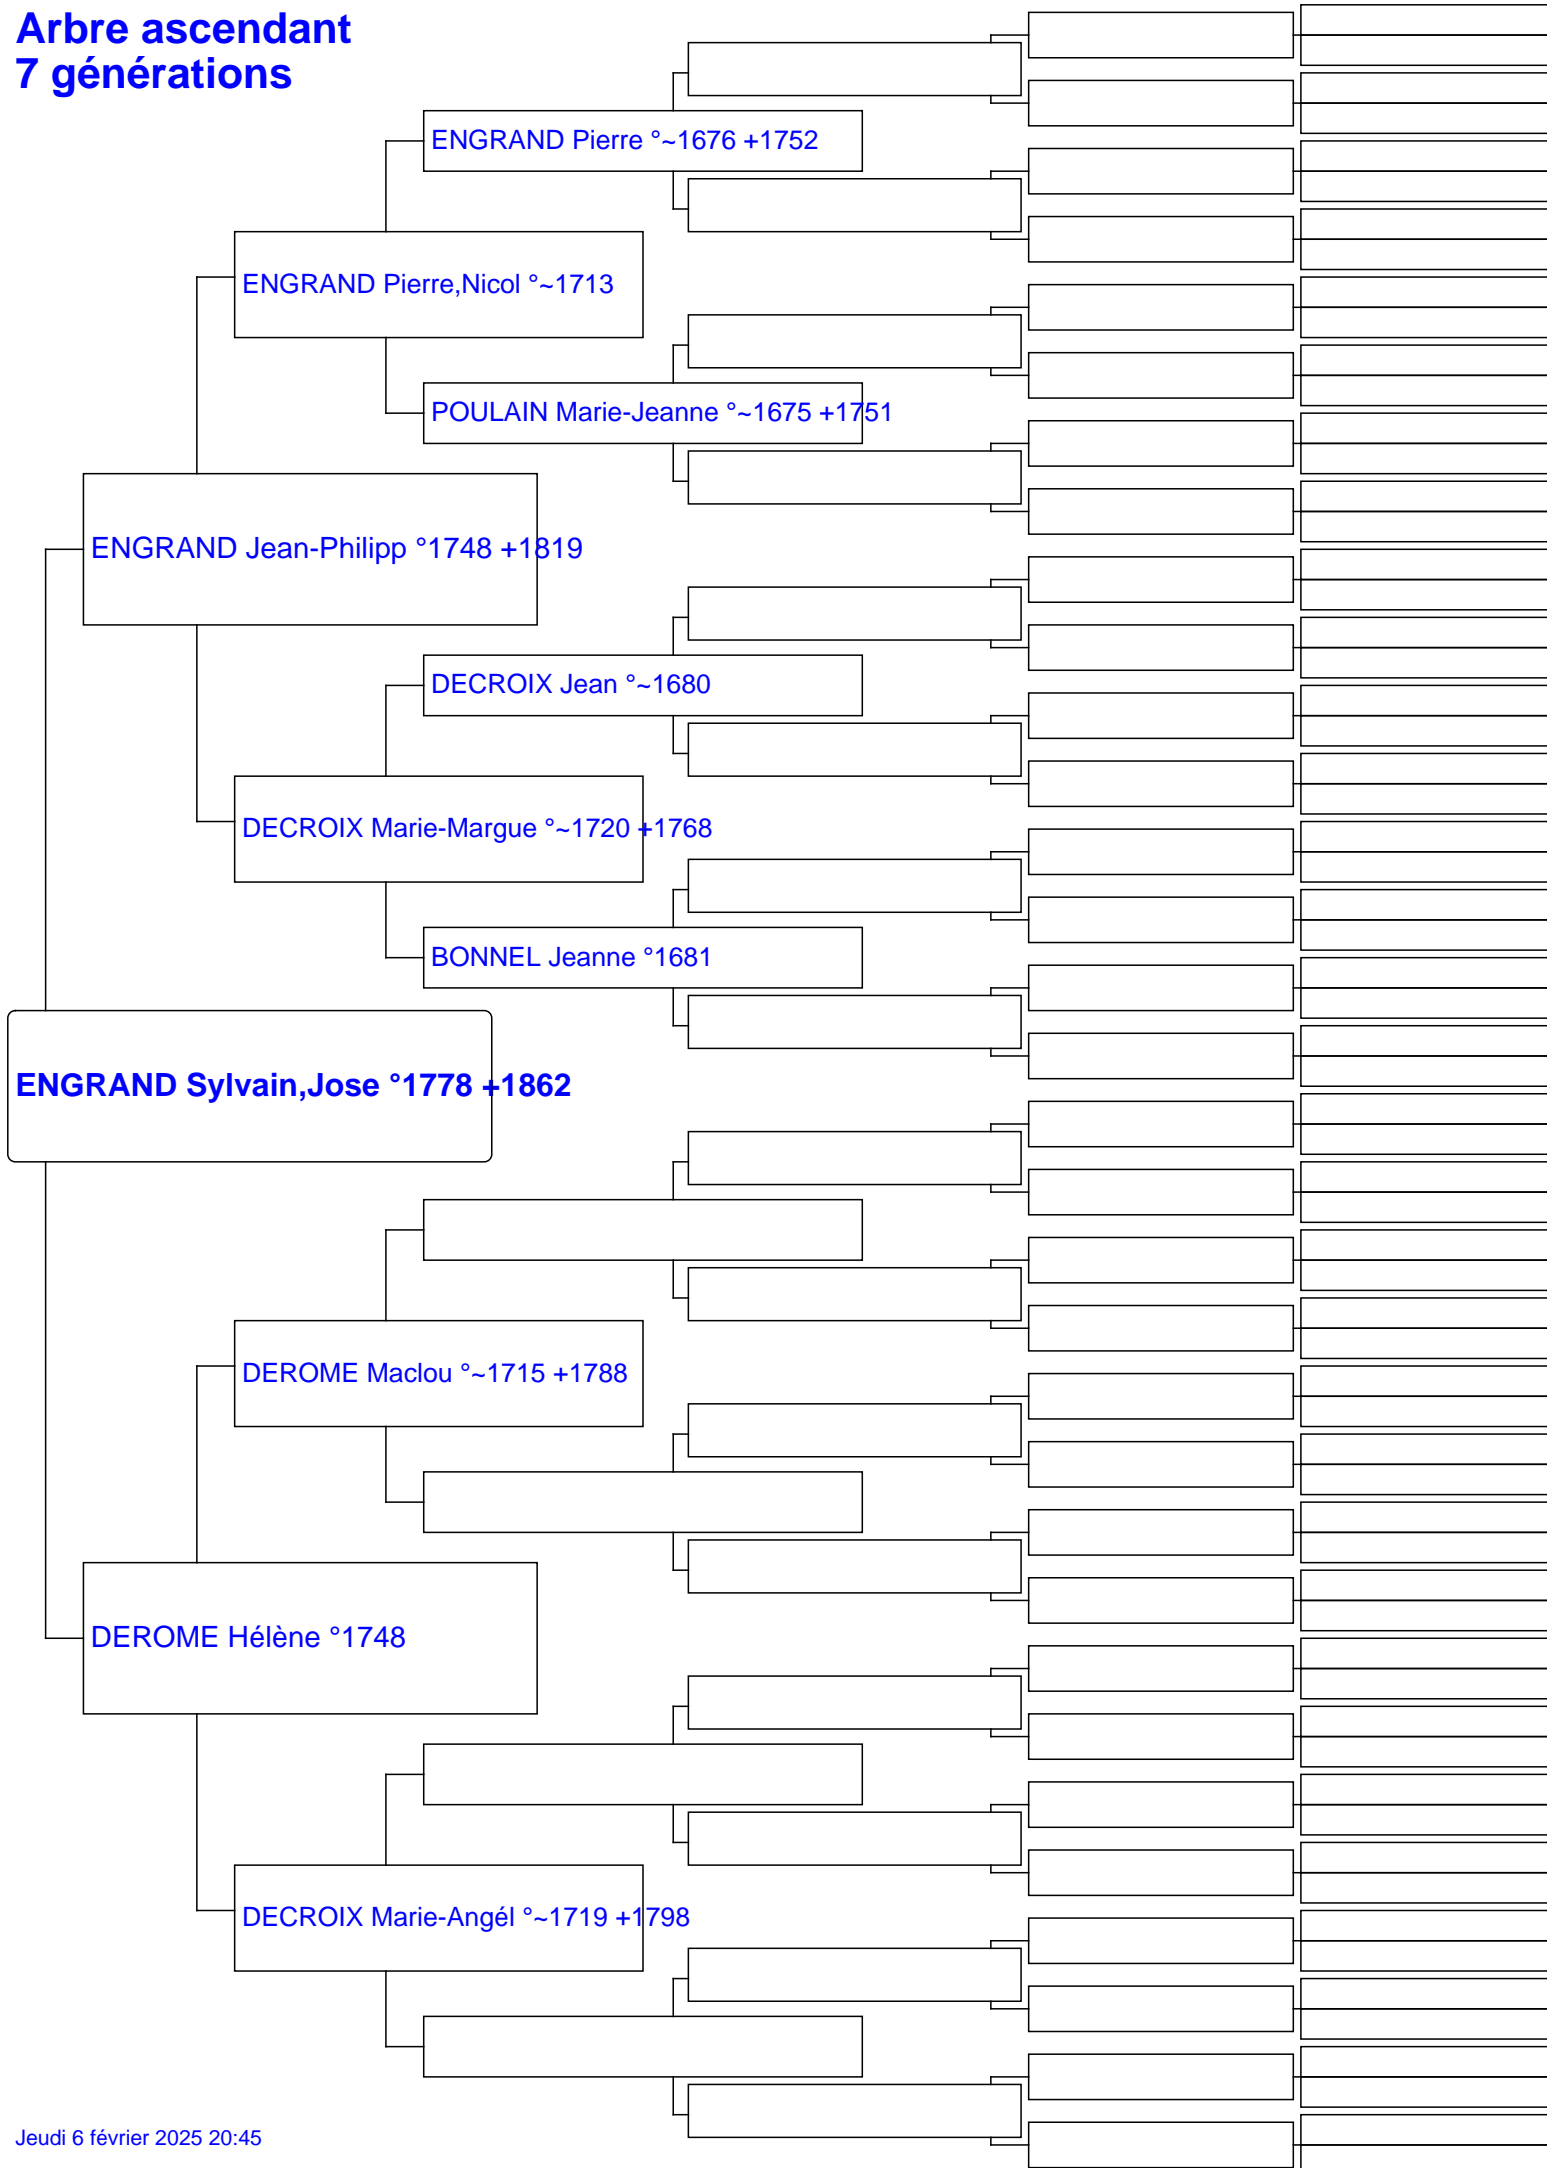 Arbre ascendant
7 générations
ENGRAND Pierre °~1676 +1752
ENGRAND Pierre,Nicol °~1713
POULAIN Marie-Jeanne °~1675 +1751
ENGRAND Jean-Philipp °1748 +1819
DECROIX Jean °~1680
DECROIX Marie-Margue °~1720 +1768
BONNEL Jeanne °1681
ENGRAND Sylvain,Jose °1778 +1862
DEROME Maclou °~1715 +1788
DEROME Hélène °1748
DECROIX Marie-Angél °~1719 +1798
Jeudi 6 février 2025 20:45